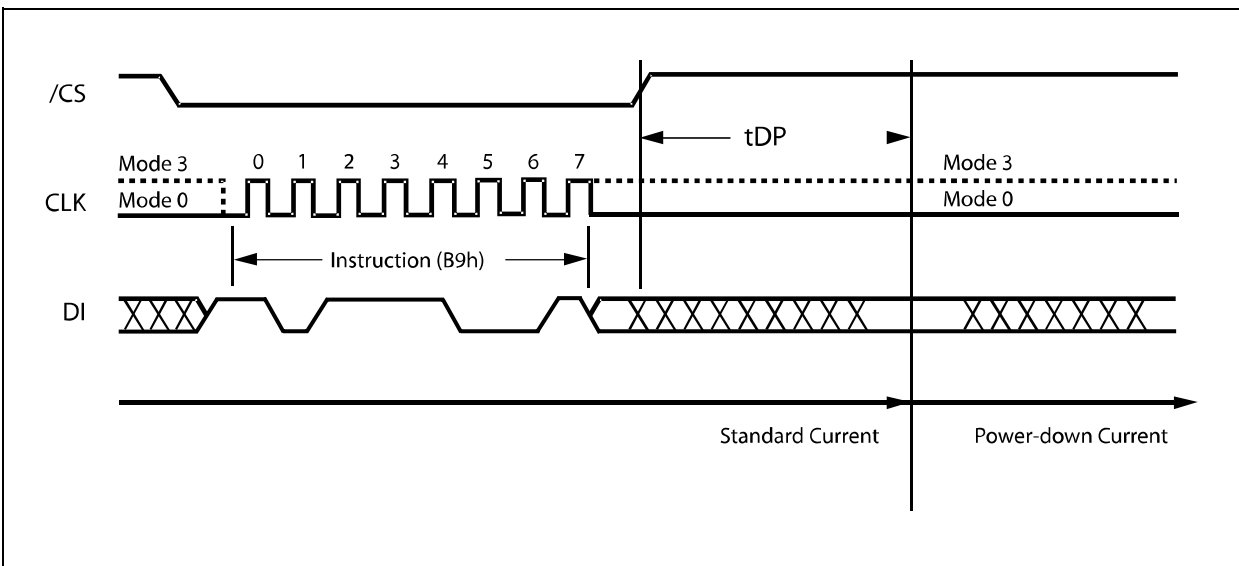 /CS
tDP
Mode 3
0 1 2 3 4 5 6 7
Mode 3
CLK
Mode 0
Mode 0
Instruction (B9h)
DI
Standard Current
Power-down Current